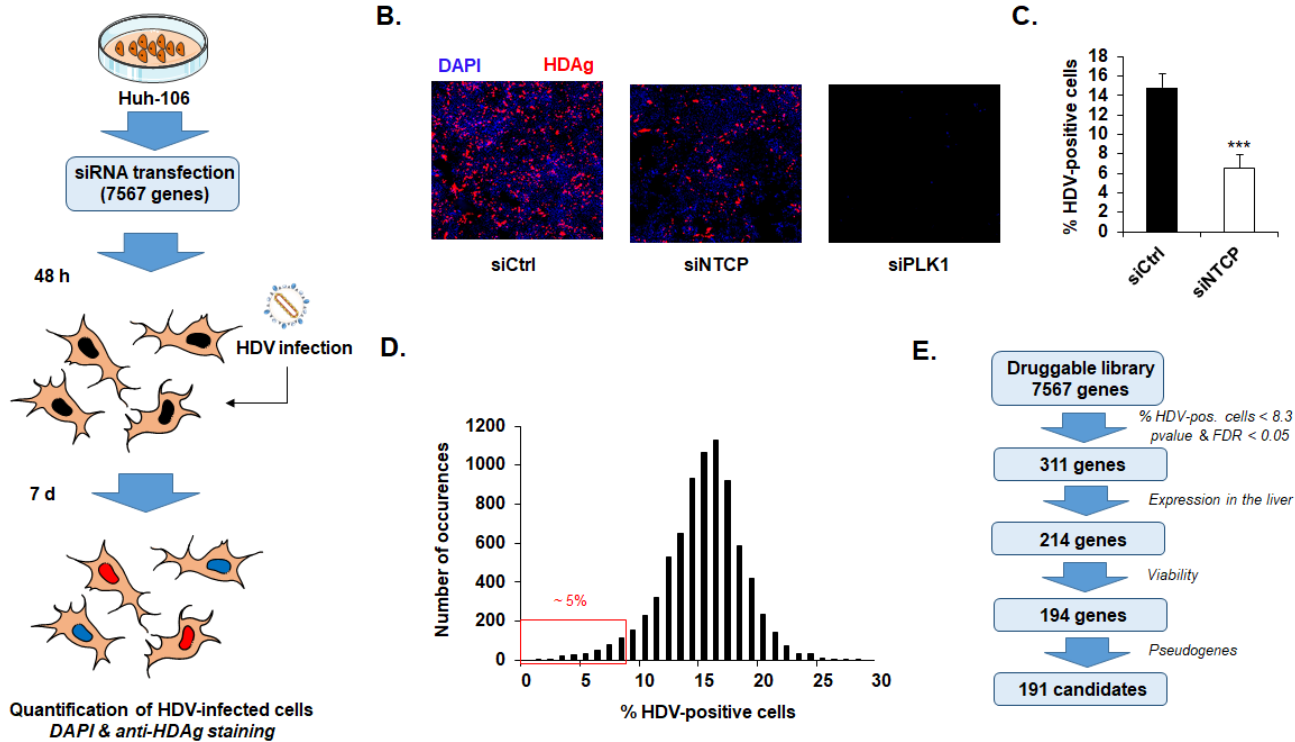 Huh-106
siRNA transfection
(7567 genes)
48 h
HDV infection
7 d
Quantification of HDV-infected cells
DAPI & anti-HDAg staining
B.
DAPI
HDAg
siCtrl
siNTCP
siPLK1
C.
% HDV-positive cells
18
16
14
12
10
8
6
4
2
0
***
siCtrl
siNTCP
D.
Number of occurences
1200
1000
800
600
400
200
0
~ 5%
0
5
10
15
20
25
30
% HDV-positive cells
E.
Druggable library
7567 genes
% HDV-pos. cells < 8.3
pvalue & FDR < 0.05
311 genes
Expression in the liver
214 genes
Viability
194 genes
Pseudogenes
191 candidates